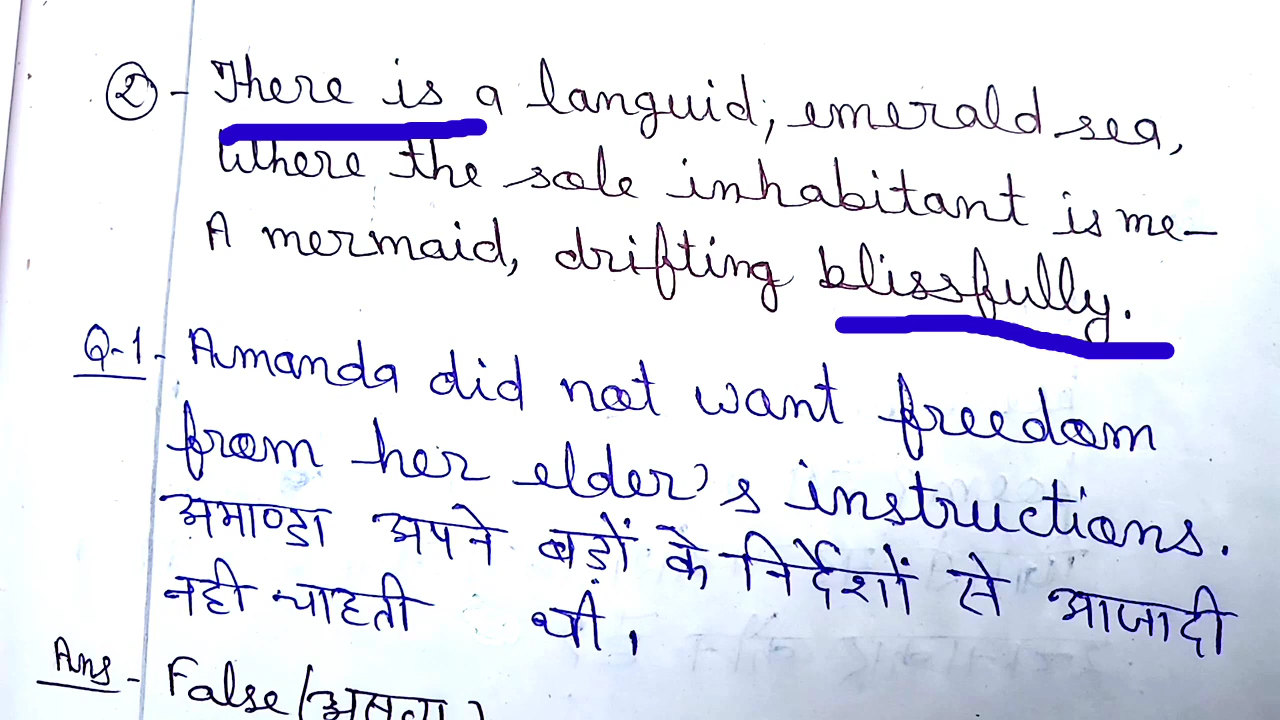 ② - There is a languid, emerald sea,
Where the sole inhabitant is me-
A mermaid, drifting blissfully.
Q-1 - Amanda did not want freedom
from her elder's instructions.
अमाण्डा अपने बड़ों के निर्देशों से आजादी
नही चाहती थी।
Ans - False (असत्य)